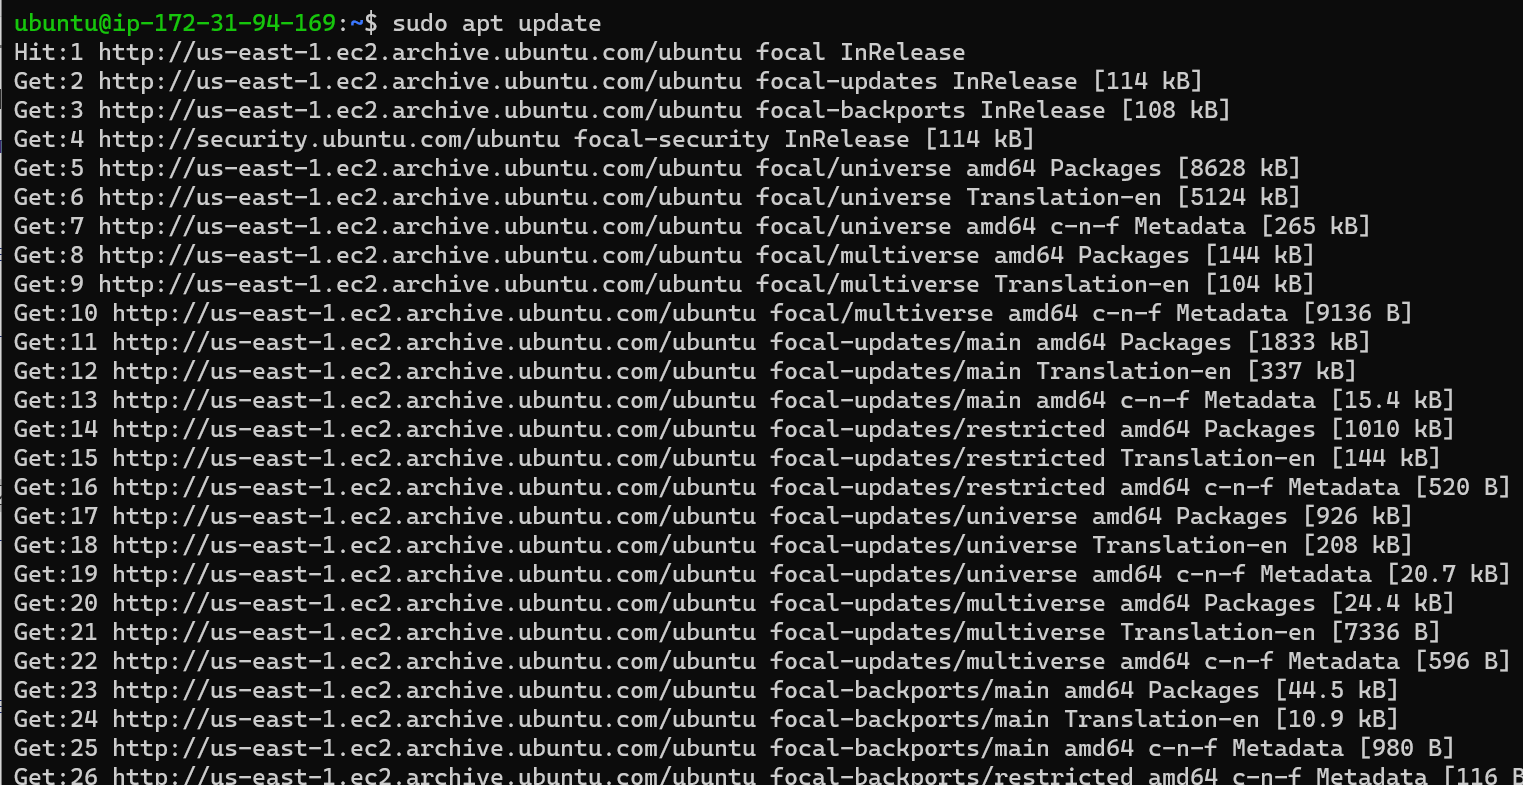 ubuntu@ip-172-31-94-169:~$ sudo apt update
Hit:1 http://us-east-1.ec2.archive.ubuntu.com/ubuntu focal InRelease
Get:2 http://us-east-1.ec2.archive.ubuntu.com/ubuntu focal-updates InRelease [114 kB]
Get:3 http://us-east-1.ec2.archive.ubuntu.com/ubuntu focal-backports InRelease [108 kB]
Get:4 http://security.ubuntu.com/ubuntu focal-security InRelease [114 kB]
Get:5 http://us-east-1.ec2.archive.ubuntu.com/ubuntu focal/universe amd64 Packages [8628 kB]
Get:6 http://us-east-1.ec2.archive.ubuntu.com/ubuntu focal/universe Translation-en [5124 kB]
Get:7 http://us-east-1.ec2.archive.ubuntu.com/ubuntu focal/universe amd64 c-n-f Metadata [265 kB]
Get:8 http://us-east-1.ec2.archive.ubuntu.com/ubuntu focal/multiverse amd64 Packages [144 kB]
Get:9 http://us-east-1.ec2.archive.ubuntu.com/ubuntu focal/multiverse Translation-en [104 kB]
Get:10 http://us-east-1.ec2.archive.ubuntu.com/ubuntu focal/multiverse amd64 c-n-f Metadata [9136 B]
Get:11 http://us-east-1.ec2.archive.ubuntu.com/ubuntu focal-updates/main amd64 Packages [1833 kB]
Get:12 http://us-east-1.ec2.archive.ubuntu.com/ubuntu focal-updates/main Translation-en [337 kB]
Get:13 http://us-east-1.ec2.archive.ubuntu.com/ubuntu focal-updates/main amd64 c-n-f Metadata [15.4 kB]
Get:14 http://us-east-1.ec2.archive.ubuntu.com/ubuntu focal-updates/restricted amd64 Packages [1010 kB]
Get:15 http://us-east-1.ec2.archive.ubuntu.com/ubuntu focal-updates/restricted Translation-en [144 kB]
Get:16 http://us-east-1.ec2.archive.ubuntu.com/ubuntu focal-updates/restricted amd64 c-n-f Metadata [520 B]
Get:17 http://us-east-1.ec2.archive.ubuntu.com/ubuntu focal-updates/universe amd64 Packages [926 kB]
Get:18 http://us-east-1.ec2.archive.ubuntu.com/ubuntu focal-updates/universe Translation-en [208 kB]
Get:19 http://us-east-1.ec2.archive.ubuntu.com/ubuntu focal-updates/universe amd64 c-n-f Metadata [20.7 kB]
Get:20 http://us-east-1.ec2.archive.ubuntu.com/ubuntu focal-updates/multiverse amd64 Packages [24.4 kB]
Get:21 http://us-east-1.ec2.archive.ubuntu.com/ubuntu focal-updates/multiverse Translation-en [7336 B]
Get:22 http://us-east-1.ec2.archive.ubuntu.com/ubuntu focal-updates/multiverse amd64 c-n-f Metadata [596 B]
Get:23 http://us-east-1.ec2.archive.ubuntu.com/ubuntu focal-backports/main amd64 Packages [44.5 kB]
Get:24 http://us-east-1.ec2.archive.ubuntu.com/ubuntu focal-backports/main Translation-en [10.9 kB]
Get:25 http://us-east-1.ec2.archive.ubuntu.com/ubuntu focal-backports/main amd64 c-n-f Metadata [980 B]
Get:26 http://us-east-1.ec2.archive.ubuntu.com/ubuntu focal-backports/restricted amd64 c-n-f Metadata [116 B